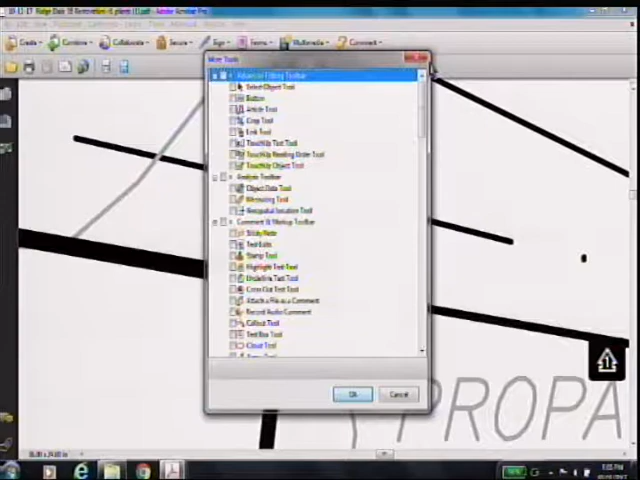 Adobe Acrobat Pro
Create Combine Collaborate Secure Sign Forms Multimedia Comment
More Tools
Advanced Editing Toolbar
Select Object Tool
Button
Article Tool
Crop Tool
Link Tool
TouchUp Text Tool
TouchUp Reading Order Tool
TouchUp Object Tool
Analysis Toolbar
Object Data Tool
Measuring Tool
Geospatial Location Tool
Comment & Markup Toolbar
Sticky Note
Text Edits
Stamp Tool
Highlight Text Tool
Underline Text Tool
Cross Out Text Tool
Attach a File as a Comment
Record Audio Comment
Callout Tool
Text Box Tool
Cloud Tool
OK Cancel
1
PROPA